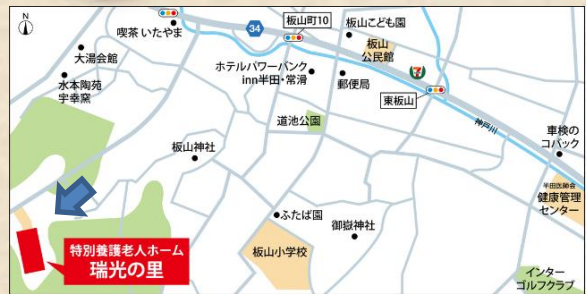 N
喫茶 いたやま
34
板山町10
板山こども園
大湯会館
板山
公民館
水本陶苑
宇幸窯
ホテルパワーバンク
inn半田・常滑
郵便局
7
東板山
道池公園
神戸川
車検の
コバック
板山神社
半田医師会
健康管理
センター
ふたば園
御嶽神社
特別養護老人ホーム
瑞光の里
板山小学校
インター
ゴルフクラブ